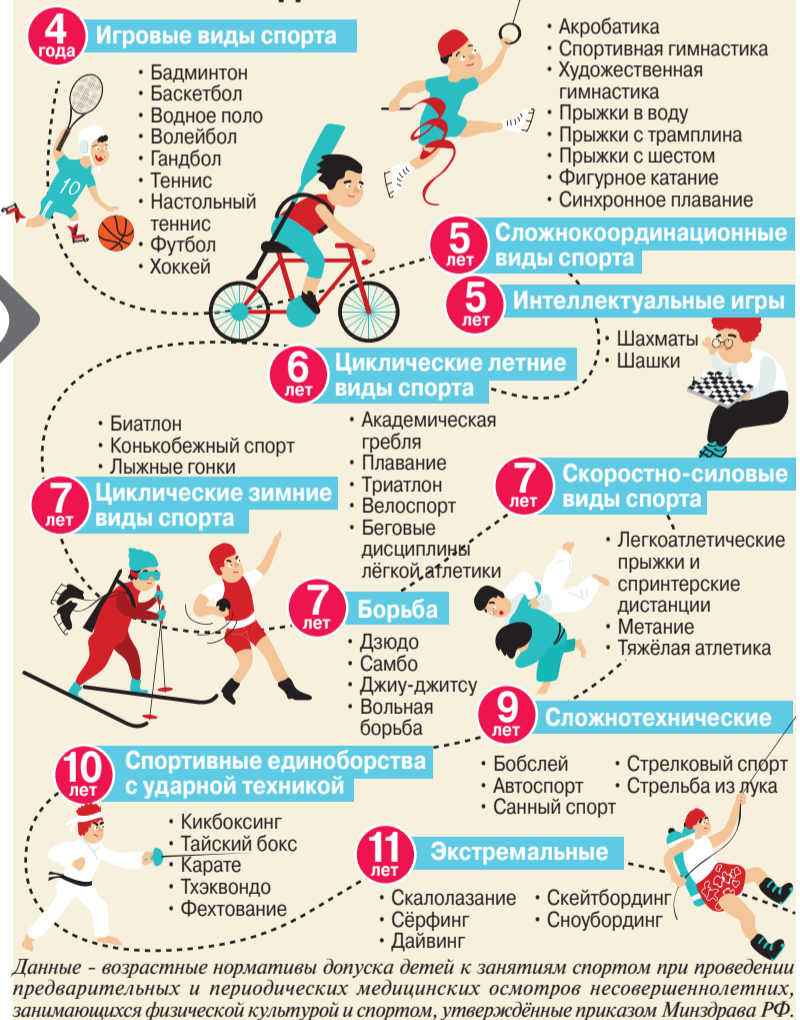 4
года
Игровые виды спорта
• Бадминтон
• Баскетбол
• Водное поло
• Волейбол
• Гандбол
• Теннис
• Настольный
теннис
• Футбол
• Хоккей
10
• Акробатика
• Спортивная гимнастика
• Художественная
гимнастика
• Прыжки в воду
• Прыжки с трамплина
• Прыжки с шестом
• Фигурное катание
• Синхронное плавание
5
лет
Сложнокоординационные
виды спорта
5
лет
Интеллектуальные игры
• Шахматы
• Шашки
6
лет
Циклические летние
виды спорта
• Академическая
гребля
• Плавание
• Триатлон
• Велоспорт
• Беговые
дисциплины
лёгкой атлетики
• Биатлон
• Конькобежный спорт
• Лыжные гонки
7
лет
Циклические зимние
виды спорта
7
лет
Скоростно-силовые
виды спорта
• Легкоатлетические
прыжки и
спринтерские
дистанции
• Метание
• Тяжёлая атлетика
7
лет
Борьба
• Дзюдо
• Самбо
• Джиу-джитсу
• Вольная
борьба
9
лет
Сложнотехнические
• Бобслей
• Автоспорт
• Санный спорт
• Стрелковый спорт
• Стрельба из лука
10
лет
Спортивные единоборства
с ударной техникой
• Кикбоксинг
• Тайский бокс
• Карате
• Тхэквондо
• Фехтование
11
лет
Экстремальные
• Скалолазание
• Сёрфинг
• Дайвинг
• Скейтбординг
• Сноубординг
Данные - возрастные нормативы допуска детей к занятиям спортом при проведении
предварительных и периодических медицинских осмотров несовершеннолетних,
занимающихся физической культурой и спортом, утверждённые приказом Минздрава РФ.